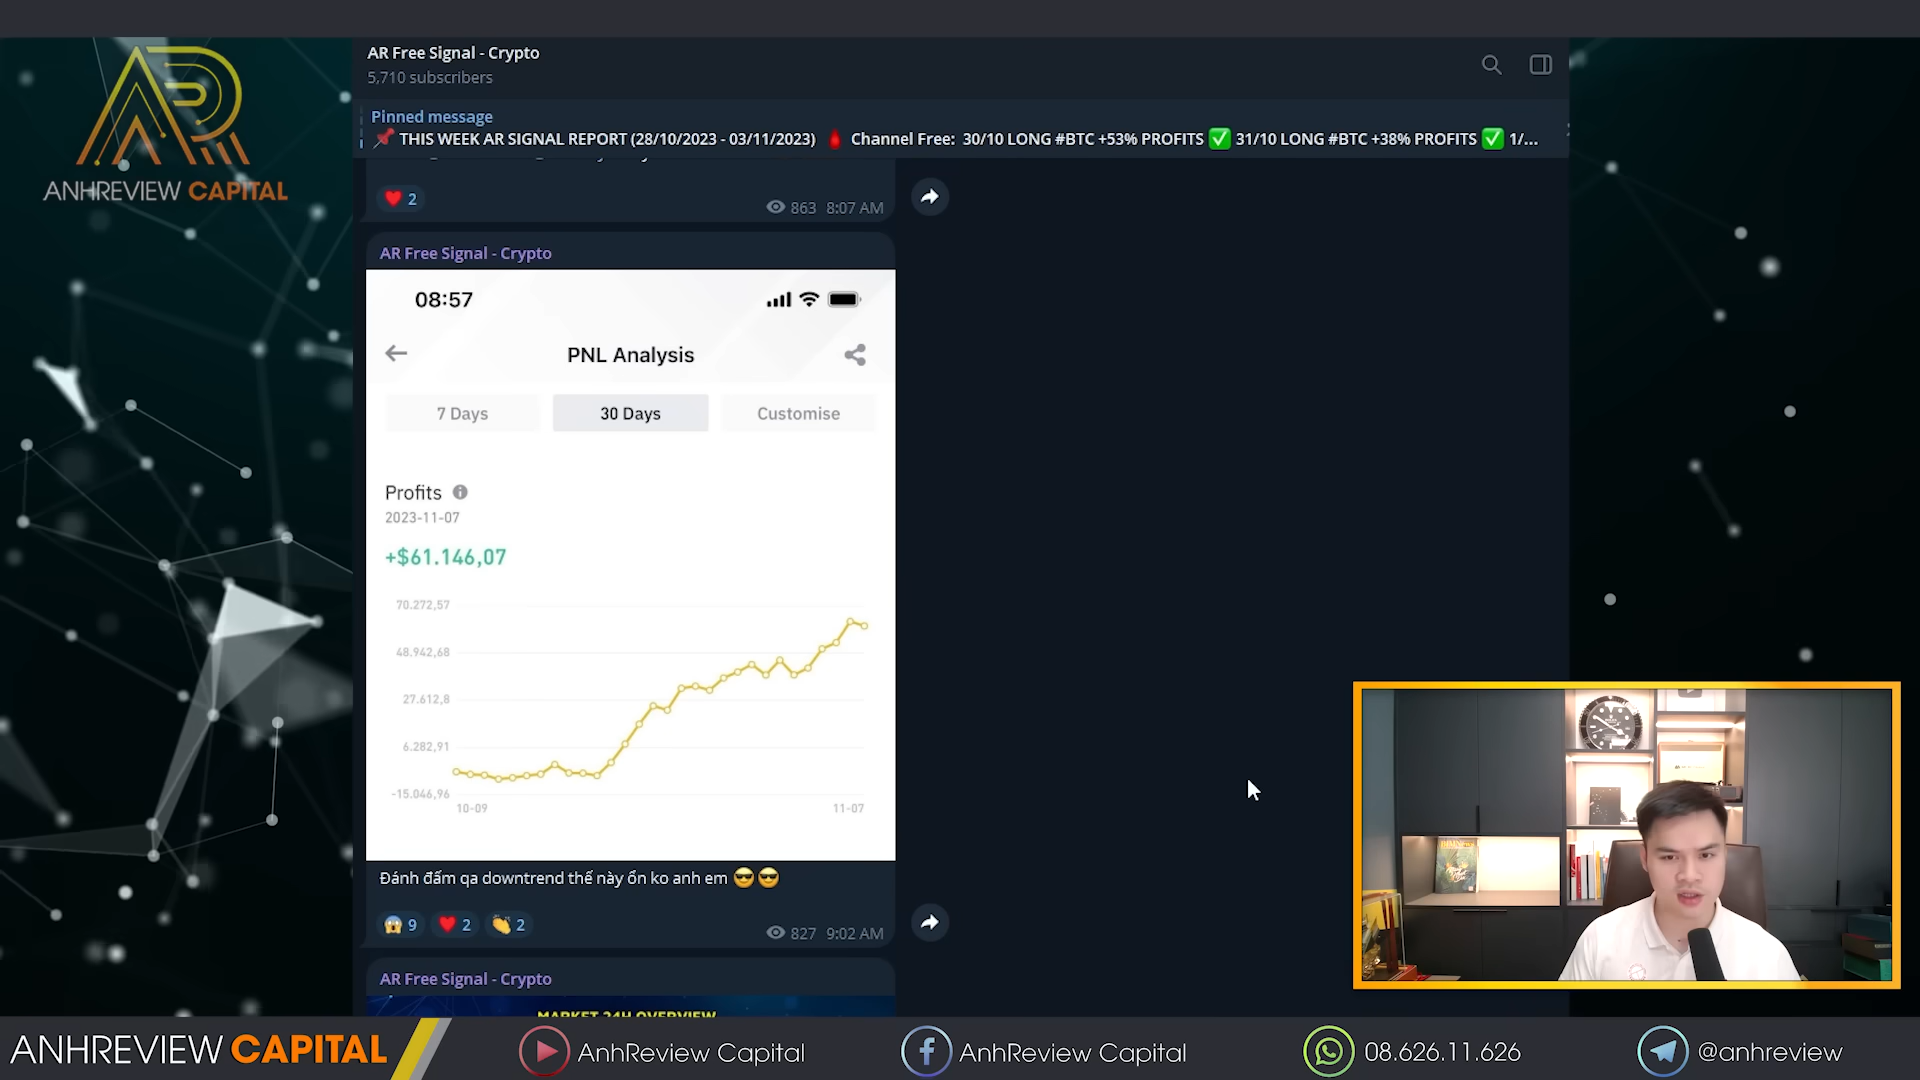 AR Free Signal - Crypto
5,710 subscribers
Pinned message
THIS WEEK AR SIGNAL REPORT (28/10/2023 - 03/11/2023) Channel Free: 30/10 LONG #BTC +53% PROFITS ✅ 31/10 LONG #BTC +38% PROFITS ✅ 1/...
ANHREVIEW CAPITAL
2
863 8:07 AM
AR Free Signal - Crypto
08:57
PNL Analysis
7 Days
30 Days
Customise
Profits
2023-11-07
+$61.146,07
70.272,57
48.942,68
27.612,8
6.282,91
-15.046,96
10-09
11-07
Đánh đấm qa downtrend thế này ổn ko anh em 😎😎
9 2 2
827 9:02 AM
AR Free Signal - Crypto
MARKET 24H OVERVIEW
ANHREVIEW CAPITAL
AnhReview Capital
AnhReview Capital
08.626.11.626
@anhreview